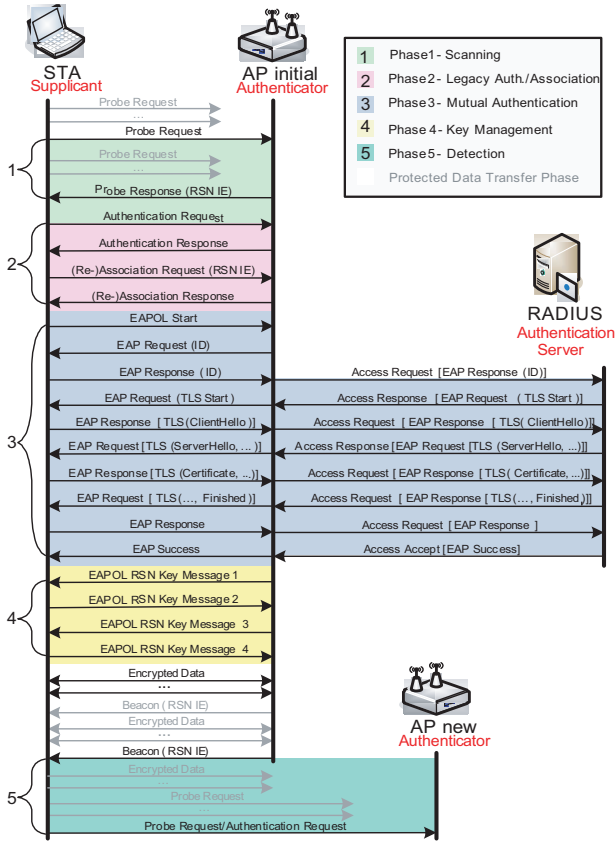 STA
Supplicant
AP initial
Authenticator
1 Phase1- Scanning
2 Phase2- Legacy Auth./Association
3 Phase3- Mutual Authentication
4 Phase 4- Key Management
5 Phase5- Detection
Protected Data Transfer Phase
RADIUS
Authentication
Server
Probe Request
...
Probe Request
1
Probe Request
...
Probe Response (RSN IE)
Authentication Request
2
Authentication Response
(Re-)Association Request (RSN IE)
(Re-)Association Response
3
EAPOL Start
EAP Request (ID)
EAP Response (ID)
Access Request [EAP Response (ID)]
EAP Request (TLS Start)
Access Response [EAP Request (TLS Start)]
EAP Response [TLS(ClientHello)]
Access Request [EAP Response [TLS(ClientHello)]]
EAP Request[TLS (ServerHello, ...)]
Access Response[EAP Request[TLS (ServerHello, ...)]]
EAP Response[TLS (Certificate, ...)]
Access Request [EAP Response [TLS( Certificate, ...)]]
EAP Request [TLS(..., Finished)]
Access Request [EAP Response [TLS(..., Finished)]]
EAP Response
Access Request [EAP Response ]
EAP Success
Access Accept [EAP Success]
4
EAPOL RSN Key Message 1
EAPOL RSN Key Message 2
EAPOL RSN Key Message 3
EAPOL RSN Key Message 4
Encrypted Data
...
Beacon (RSN IE)
Encrypted Data
...
Beacon (RSN IE)
AP new
Authenticator
5
Encrypted Data
...
Probe Request
...
Probe Request/Authentication Request